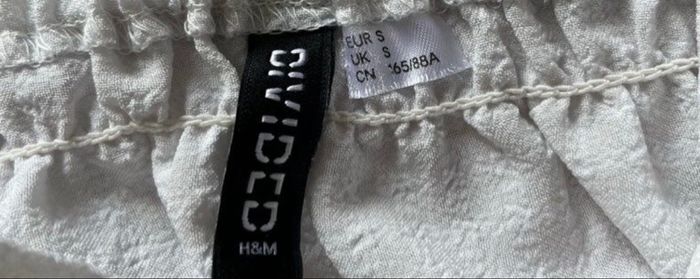 DIVIDED
H&M
EUR S
UK S
CN 165/88A